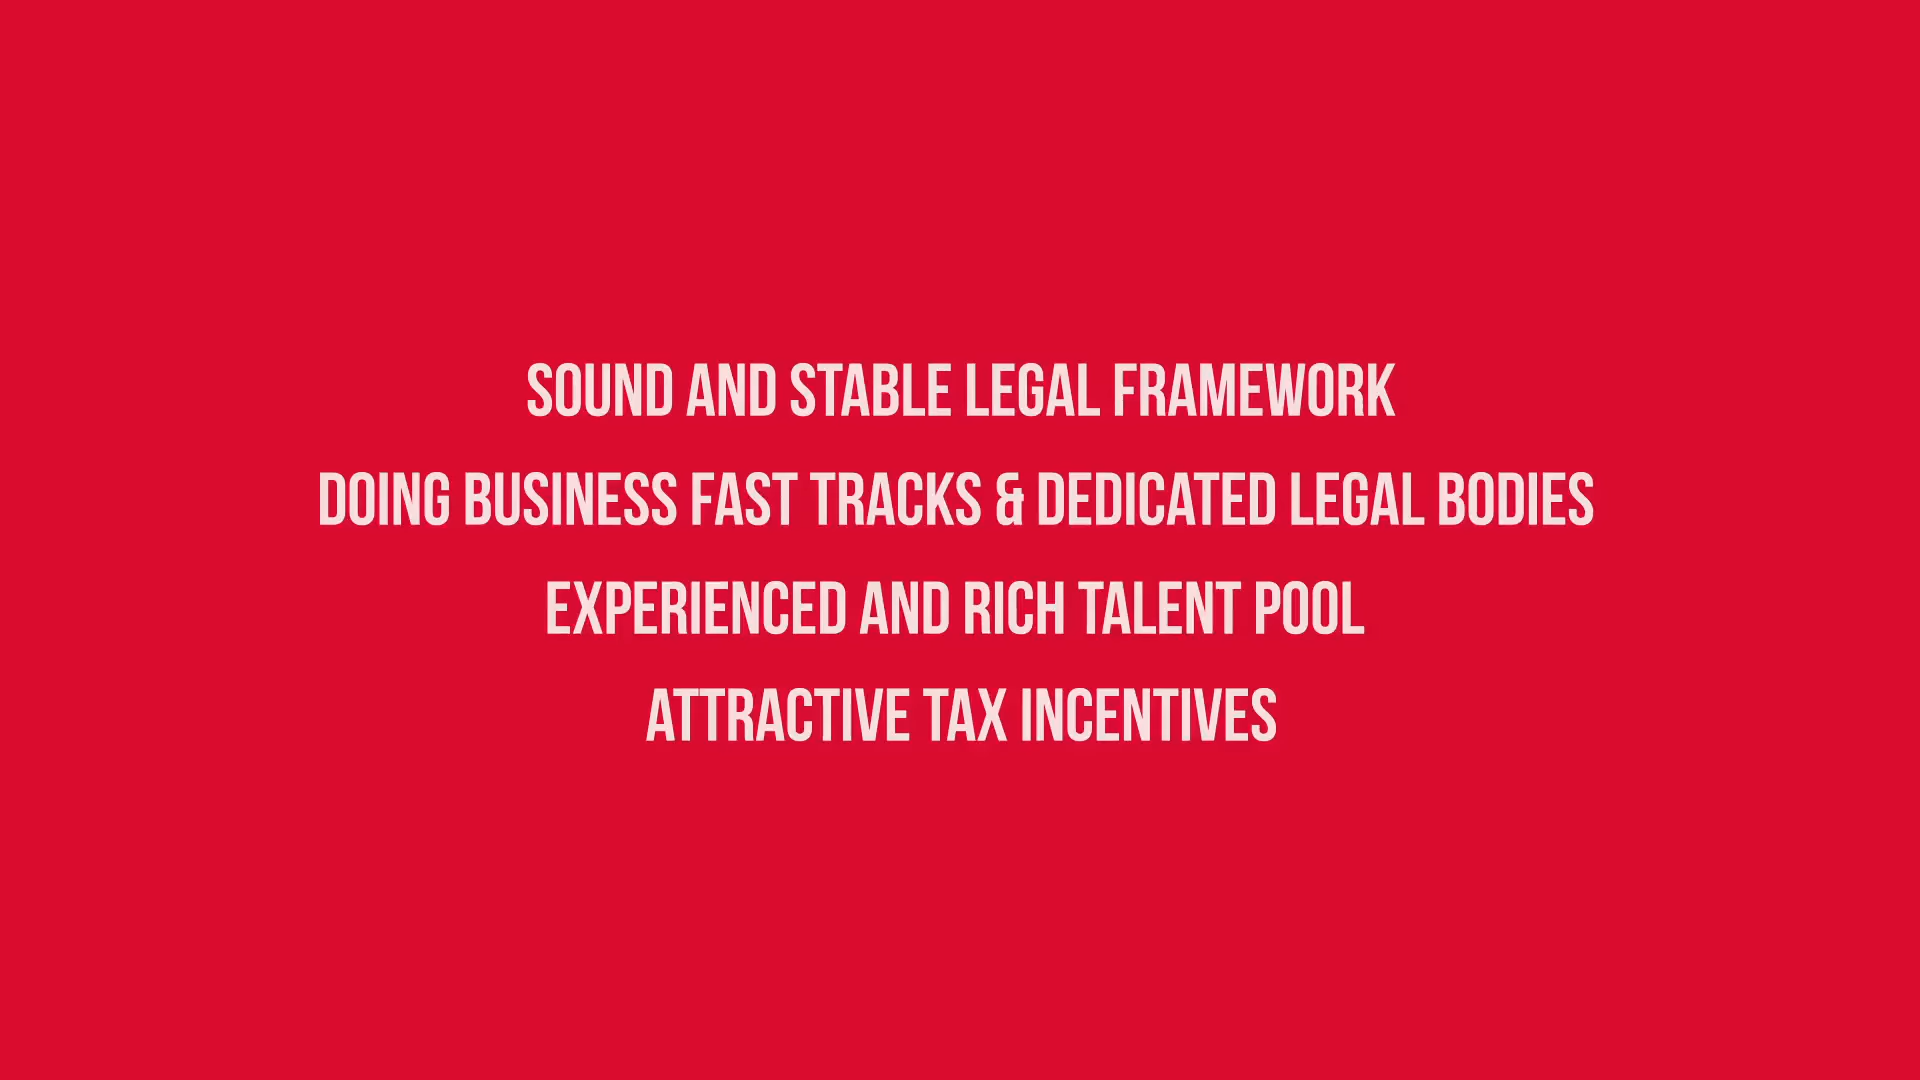 SOUND AND STABLE LEGAL FRAMEWORK
DOING BUSINESS FAST TRACKS & DEDICATED LEGAL BODIES
EXPERIENCED AND RICH TALENT POOL
ATTRACTIVE TAX INCENTIVES